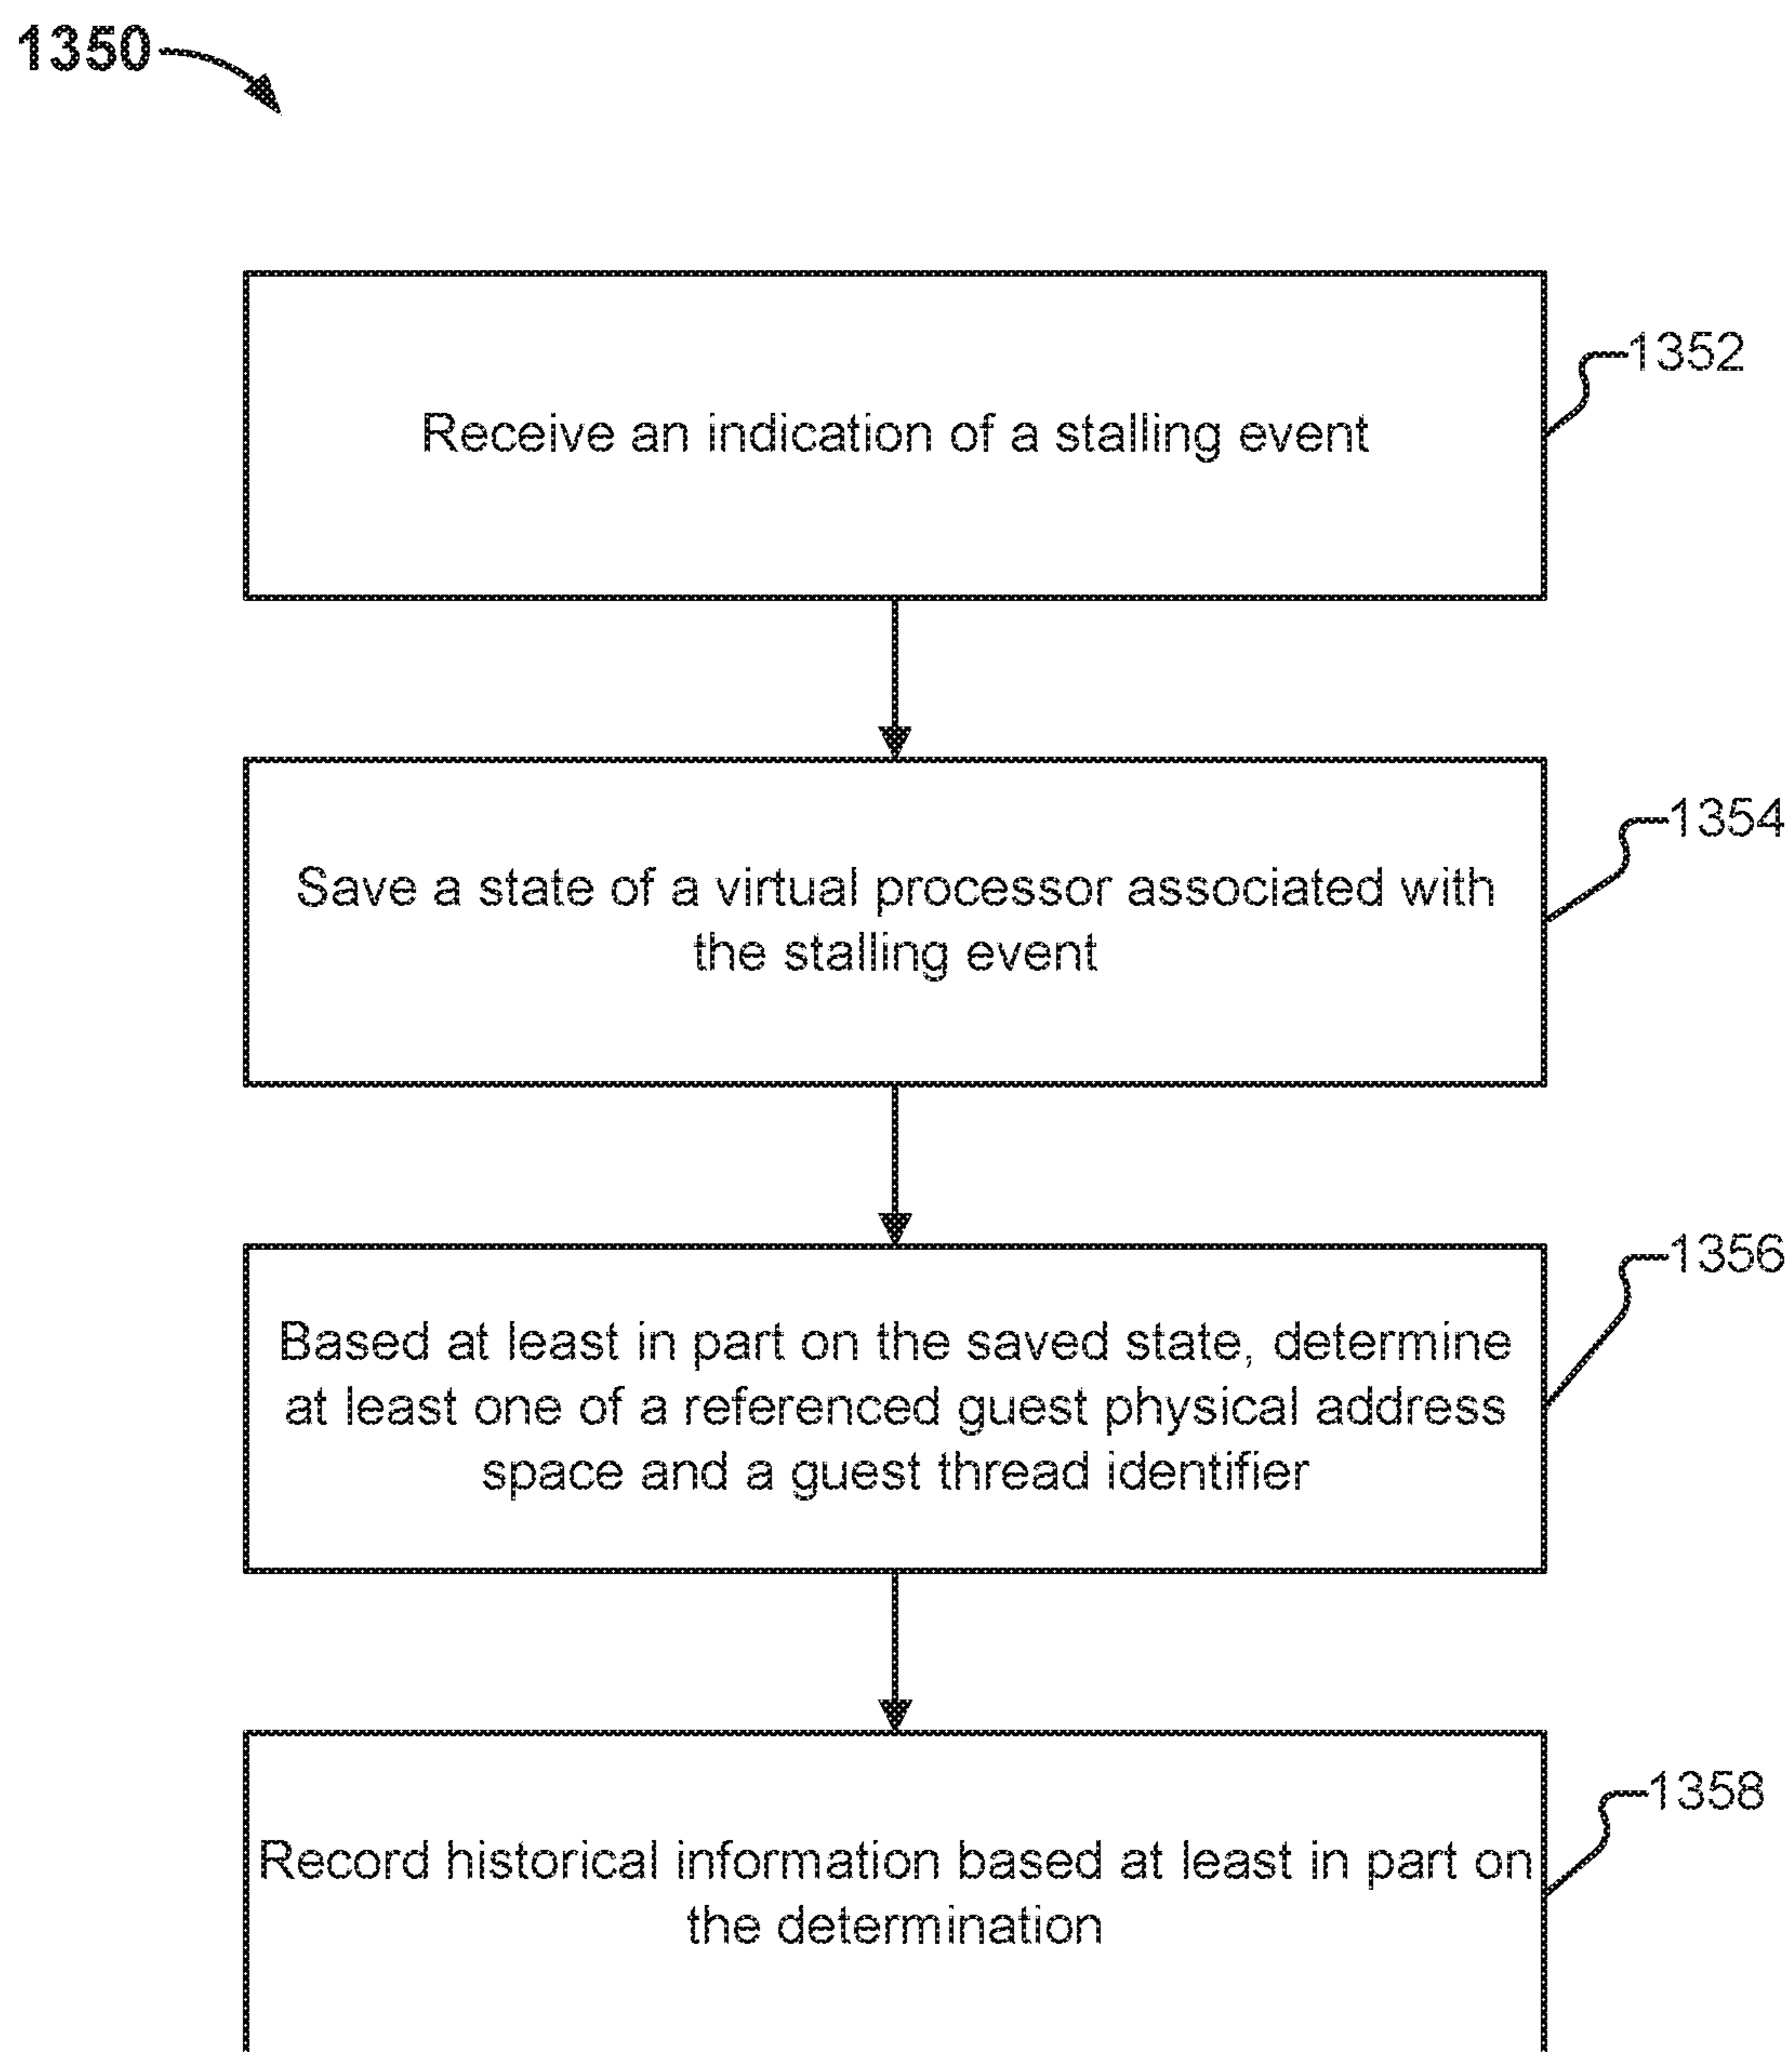 1350
Receive an indication of a stalling event
1352
Save a state of a virtual processor associated with
the stalling event
1354
Based at least in part on the saved state, determine
at least one of a referenced guest physical address
space and a guest thread identifier
1356
Record historical information based at least in part on
the determination
1358